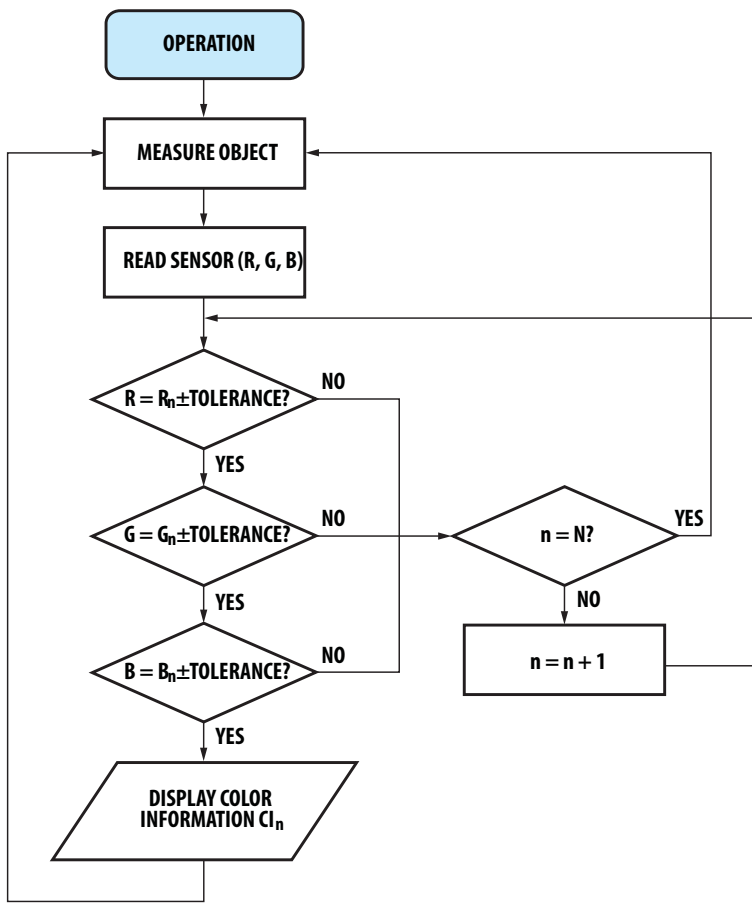 OPERATION
MEASURE OBJECT
READ SENSOR (R, G, B)
R = Rn±TOLERANCE?
NO
YES
G = Gn±TOLERANCE?
NO
n = N?
YES
YES
NO
B = Bn±TOLERANCE?
NO
n = n + 1
YES
DISPLAY COLOR
INFORMATION CIn